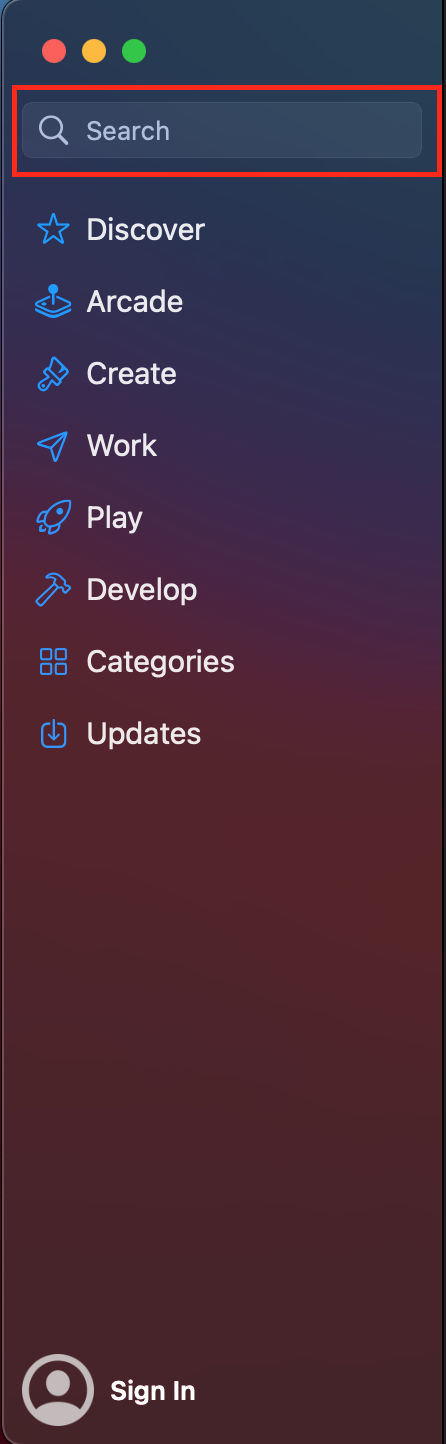 Search
Discover
Arcade
Create
Work
Play
Develop
Categories
Updates
Sign In